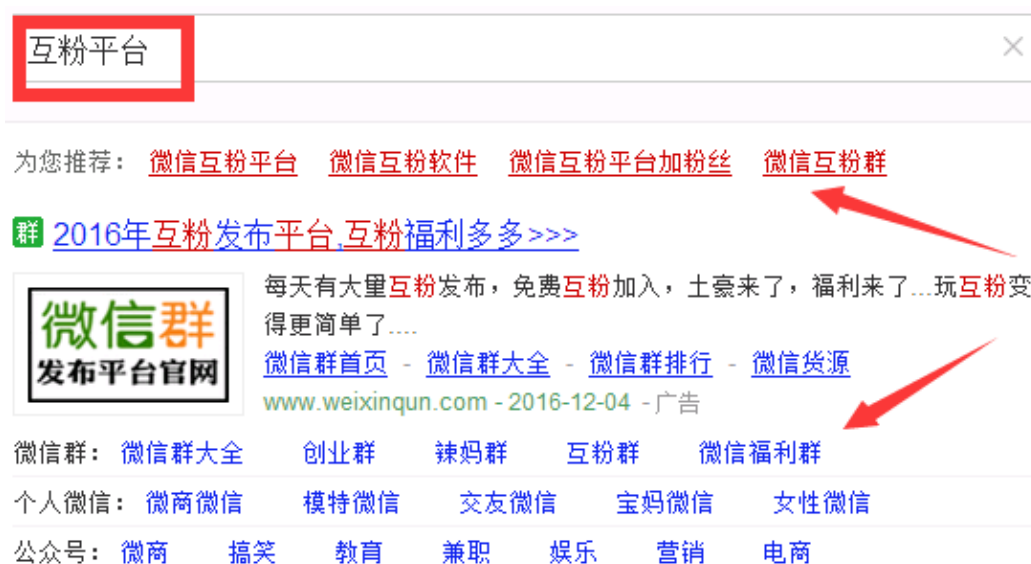 互粉平台
为您推荐： 微信互粉平台 微信互粉软件 微信互粉平台加粉丝 微信互粉群
群 2016年互粉发布平台,互粉福利多多>>>
微信群
发布平台官网
每天有大量互粉发布，免费互粉加入，土豪来了，福利来了...玩互粉变
得更简单了....
微信群首页 - 微信群大全 - 微信群排行 - 微信货源
www.weixinqun.com - 2016-12-04 - 广告
微信群： 微信群大全 创业群 辣妈群 互粉群 微信福利群
个人微信： 微商微信 模特微信 交友微信 宝妈微信 女性微信
公众号： 微商 搞笑 教育 兼职 娱乐 营销 电商